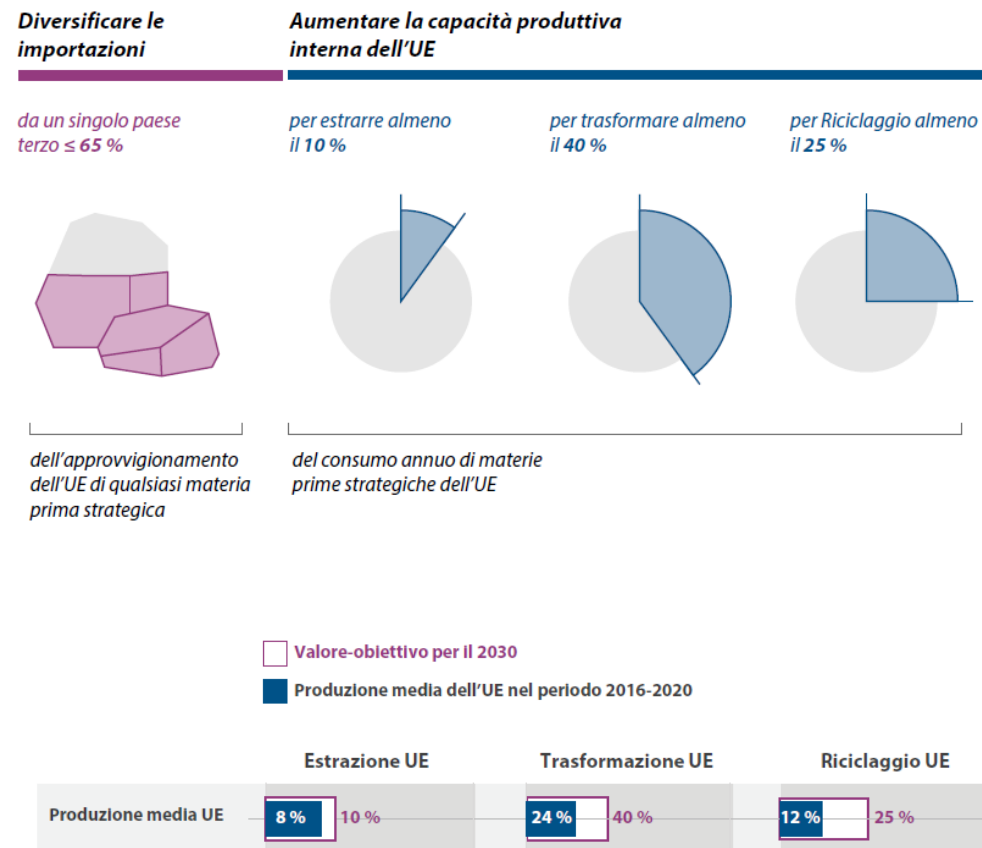 Diversificare le
importazioni
Aumentare la capacità produttiva
interna dell'UE
da un singolo paese
terzo ≤ 65 %
per estrarre almeno
il 10 %
per trasformare almeno
il 40 %
per Riciclaggio almeno
il 25 %
dell'approvvigionamento
dell'UE di qualsiasi materia
prima strategica
del consumo annuo di materie
prime strategiche dell'UE
Valore-obiettivo per il 2030
Produzione media dell'UE nel periodo 2016-2020
Estrazione UE Trasformazione UE Riciclaggio UE
Produzione media UE 8 % 10 % 24 % 40 % 12 % 25 %